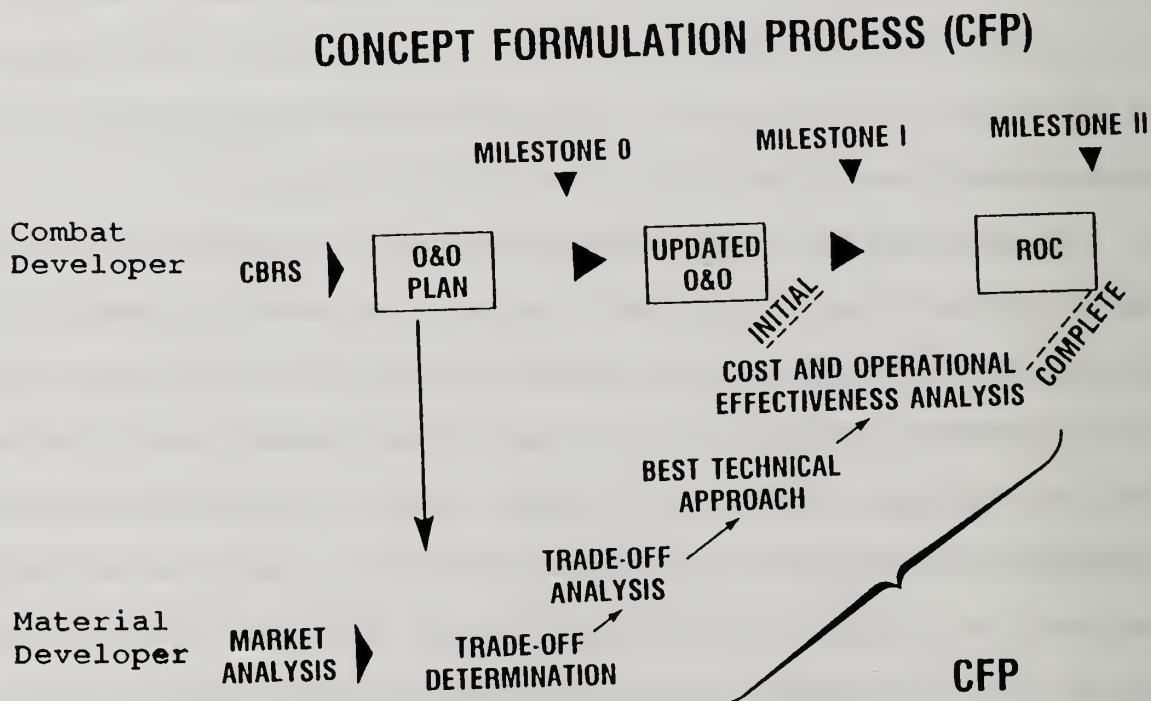 CONCEPT FORMULATION PROCESS (CFP)
MILESTONE 0
MILESTONE I
MILESTONE II
Combat
Developer
CBRS
O&O
PLAN
UPDATED
O&O
ROC
INITIAL
COMPLETE
COST AND OPERATIONAL
EFFECTIVENESS ANALYSIS
BEST TECHNICAL
APPROACH
TRADE-OFF
ANALYSIS
Material
Developer
MARKET
ANALYSIS
TRADE-OFF
DETERMINATION
CFP